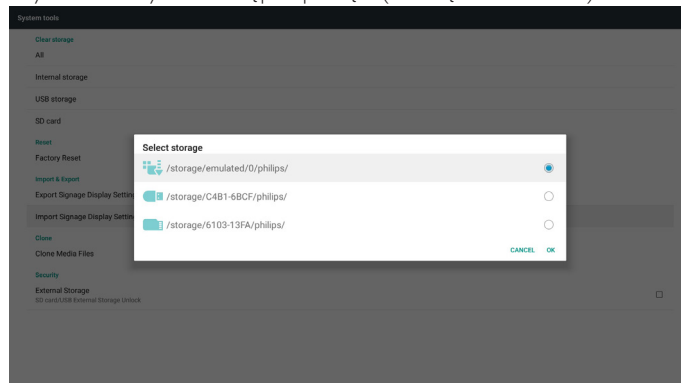 System tools
Clear storage
All
Internal storage
USB storage
SD card
Reset
Factory Reset
Import & Export
Export Signage Display Settin
Import Signage Display Settin
Clone
Clone Media Files
Security
External Storage
SD card/USB External Storage Unlock
Select storage
/storage/emulated/0/philips/
/storage/C4B1-6BCF/philips/
/storage/6103-13FA/philips/
CANCEL OK